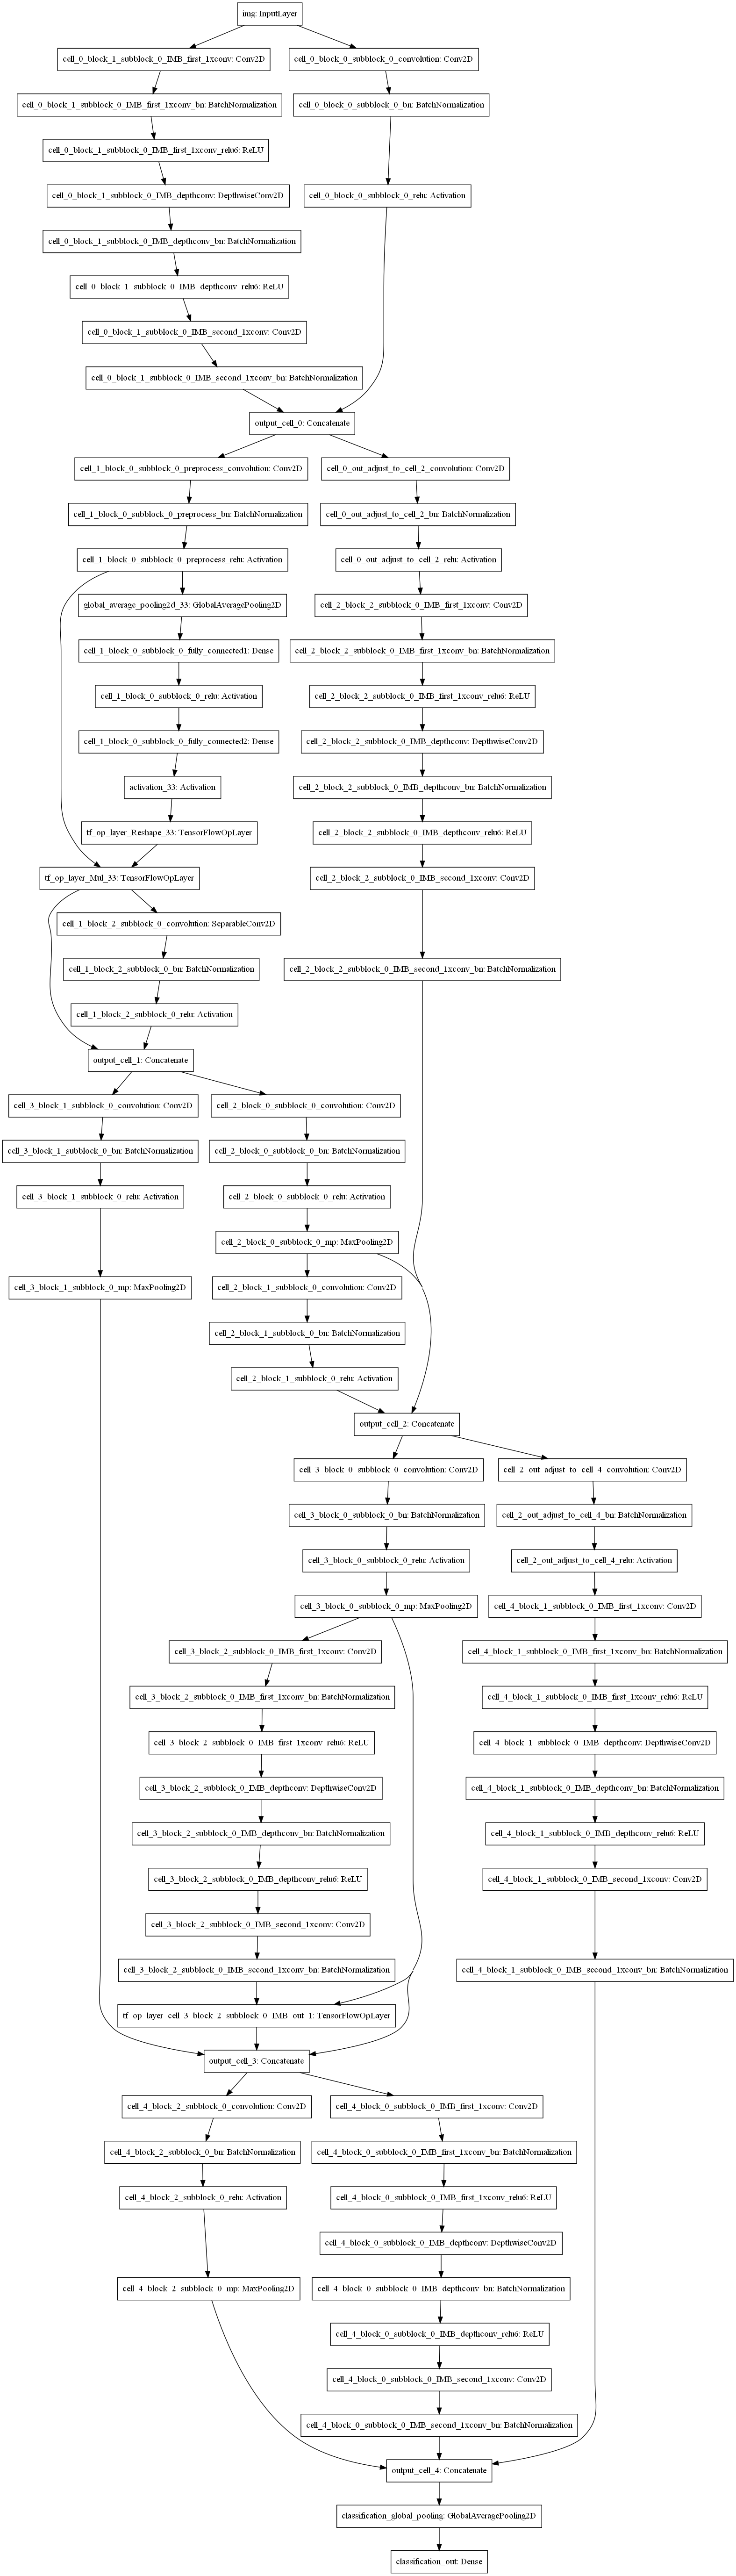 img: InputLayer
cell_0_block_1_subblock_0_IMB_first_1xconv: Conv2D
cell_0_block_0_subblock_0_convolution: Conv2D
cell_0_block_1_subblock_0_IMB_first_1xconv_bn: BatchNormalization
cell_0_block_0_subblock_0_bn: BatchNormalization
cell_0_block_1_subblock_0_IMB_first_1xconv_relu6: ReLU
cell_0_block_1_subblock_0_IMB_depthconv: DepthwiseConv2D
cell_0_block_0_subblock_0_relu: Activation
cell_0_block_1_subblock_0_IMB_depthconv_bn: BatchNormalization
cell_0_block_1_subblock_0_IMB_depthconv_relu6: ReLU
cell_0_block_1_subblock_0_IMB_second_1xconv: Conv2D
cell_0_block_1_subblock_0_IMB_second_1xconv_bn: BatchNormalization
output_cell_0: Concatenate
cell_1_block_0_subblock_0_preprocess_convolution: Conv2D
cell_0_out_adjust_to_cell_2_convolution: Conv2D
cell_1_block_0_subblock_0_preprocess_bn: BatchNormalization
cell_0_out_adjust_to_cell_2_bn: BatchNormalization
cell_1_block_0_subblock_0_preprocess_relu: Activation
cell_0_out_adjust_to_cell_2_relu: Activation
global_average_pooling2d_33: GlobalAveragePooling2D
cell_2_block_2_subblock_0_IMB_first_1xconv: Conv2D
cell_1_block_0_subblock_0_fully_connected1: Dense
cell_2_block_2_subblock_0_IMB_first_1xconv_bn: BatchNormalization
cell_1_block_0_subblock_0_relu: Activation
cell_2_block_2_subblock_0_IMB_first_1xconv_relu6: ReLU
cell_1_block_0_subblock_0_fully_connected2: Dense
cell_2_block_2_subblock_0_IMB_depthconv: DepthwiseConv2D
activation_33: Activation
cell_2_block_2_subblock_0_IMB_depthconv_bn: BatchNormalization
tf_op_layer_Reshape_33: TensorFlowOpLayer
cell_2_block_2_subblock_0_IMB_depthconv_relu6: ReLU
tf_op_layer_Mul_33: TensorFlowOpLayer
cell_2_block_2_subblock_0_IMB_second_1xconv: Conv2D
cell_1_block_2_subblock_0_convolution: SeparableConv2D
cell_1_block_2_subblock_0_bn: BatchNormalization
cell_2_block_2_subblock_0_IMB_second_1xconv_bn: BatchNormalization
cell_1_block_2_subblock_0_relu: Activation
output_cell_1: Concatenate
cell_3_block_1_subblock_0_convolution: Conv2D
cell_2_block_0_subblock_0_convolution: Conv2D
cell_3_block_1_subblock_0_bn: BatchNormalization
cell_2_block_0_subblock_0_bn: BatchNormalization
cell_3_block_1_subblock_0_relu: Activation
cell_2_block_0_subblock_0_relu: Activation
cell_2_block_0_subblock_0_mp: MaxPooling2D
cell_3_block_1_subblock_0_mp: MaxPooling2D
cell_2_block_1_subblock_0_convolution: Conv2D
cell_2_block_1_subblock_0_bn: BatchNormalization
cell_2_block_1_subblock_0_relu: Activation
output_cell_2: Concatenate
cell_3_block_0_subblock_0_convolution: Conv2D
cell_2_out_adjust_to_cell_4_convolution: Conv2D
cell_3_block_0_subblock_0_bn: BatchNormalization
cell_2_out_adjust_to_cell_4_bn: BatchNormalization
cell_3_block_0_subblock_0_relu: Activation
cell_2_out_adjust_to_cell_4_relu: Activation
cell_3_block_0_subblock_0_mp: MaxPooling2D
cell_4_block_1_subblock_0_IMB_first_1xconv: Conv2D
cell_3_block_2_subblock_0_IMB_first_1xconv: Conv2D
cell_4_block_1_subblock_0_IMB_first_1xconv_bn: BatchNormalization
cell_3_block_2_subblock_0_IMB_first_1xconv_bn: BatchNormalization
cell_4_block_1_subblock_0_IMB_first_1xconv_relu6: ReLU
cell_3_block_2_subblock_0_IMB_first_1xconv_relu6: ReLU
cell_4_block_1_subblock_0_IMB_depthconv: DepthwiseConv2D
cell_3_block_2_subblock_0_IMB_depthconv: DepthwiseConv2D
cell_4_block_1_subblock_0_IMB_depthconv_bn: BatchNormalization
cell_3_block_2_subblock_0_IMB_depthconv_bn: BatchNormalization
cell_4_block_1_subblock_0_IMB_depthconv_relu6: ReLU
cell_3_block_2_subblock_0_IMB_depthconv_relu6: ReLU
cell_4_block_1_subblock_0_IMB_second_1xconv: Conv2D
cell_3_block_2_subblock_0_IMB_second_1xconv: Conv2D
cell_3_block_2_subblock_0_IMB_second_1xconv_bn: BatchNormalization
cell_4_block_1_subblock_0_IMB_second_1xconv_bn: BatchNormalization
tf_op_layer_cell_3_block_2_subblock_0_IMB_out_1: TensorFlowOpLayer
output_cell_3: Concatenate
cell_4_block_2_subblock_0_convolution: Conv2D
cell_4_block_0_subblock_0_IMB_first_1xconv: Conv2D
cell_4_block_2_subblock_0_bn: BatchNormalization
cell_4_block_0_subblock_0_IMB_first_1xconv_bn: BatchNormalization
cell_4_block_2_subblock_0_relu: Activation
cell_4_block_0_subblock_0_IMB_first_1xconv_relu6: ReLU
cell_4_block_0_subblock_0_IMB_depthconv: DepthwiseConv2D
cell_4_block_2_subblock_0_mp: MaxPooling2D
cell_4_block_0_subblock_0_IMB_depthconv_bn: BatchNormalization
cell_4_block_0_subblock_0_IMB_depthconv_relu6: ReLU
cell_4_block_0_subblock_0_IMB_second_1xconv: Conv2D
cell_4_block_0_subblock_0_IMB_second_1xconv_bn: BatchNormalization
output_cell_4: Concatenate
classification_global_pooling: GlobalAveragePooling2D
classification_out: Dense